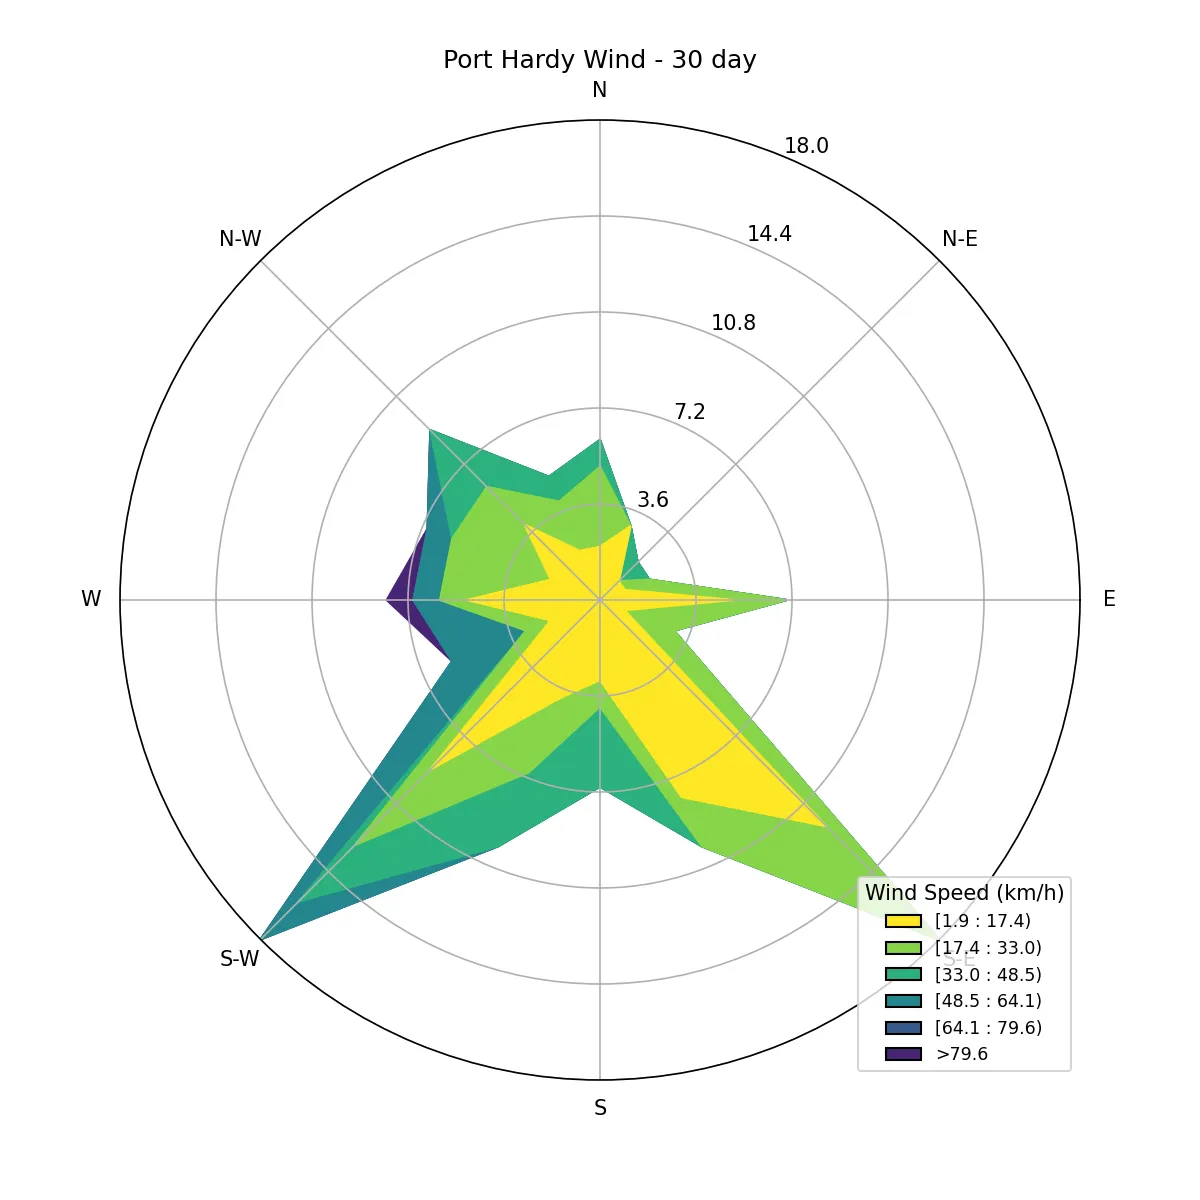 Port Hardy Wind - 30 day
N
18.0
14.4
N-W
N-E
10.8
7.2
3.6
W
E
Wind Speed (km/h)
[1.9 : 17.4)
[17.4 : 33.0)
S-W
S-E
[33.0 : 48.5)
[48.5 : 64.1)
[64.1 : 79.6)
>79.6
S